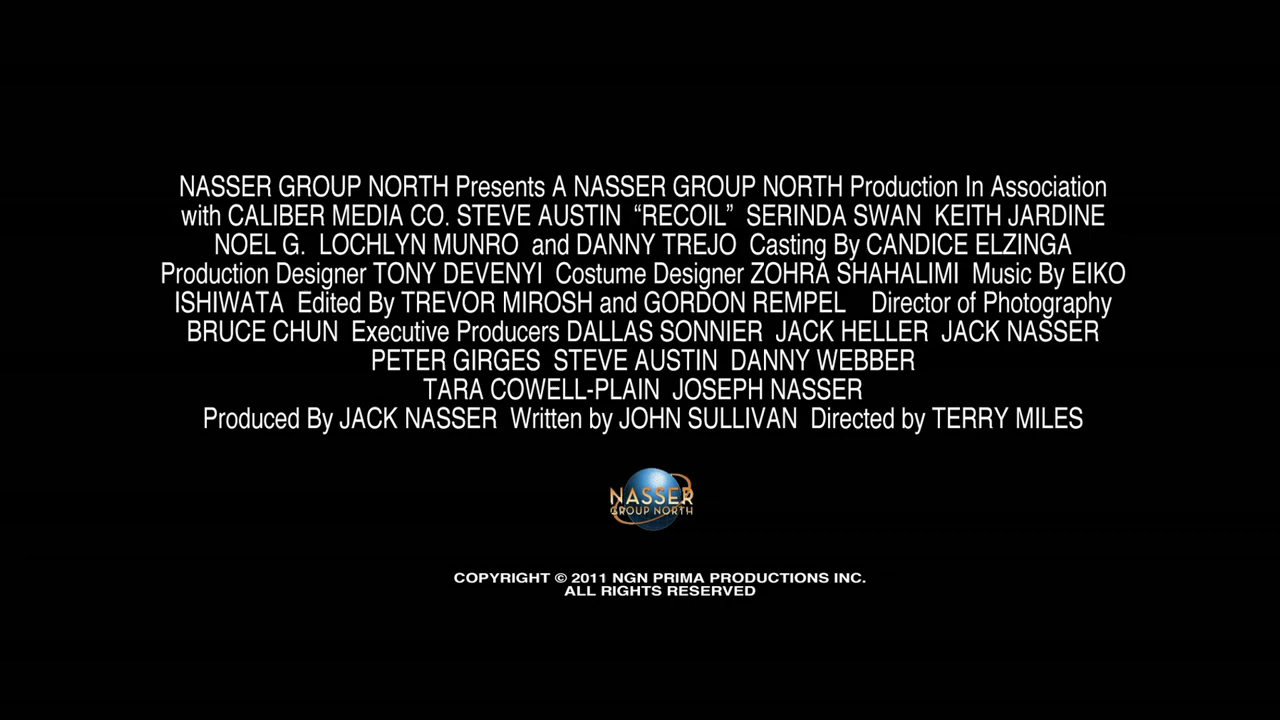 NASSER GROUP NORTH Presents A NASSER GROUP NORTH Production In Association
with CALIBER MEDIA CO. STEVE AUSTIN “RECOIL” SERINDA SWAN KEITH JARDINE
NOEL G. LOCHLYN MUNRO and DANNY TREJO Casting By CANDICE ELZINGA
Production Designer TONY DEVENYI Costume Designer ZOHRA SHAHALIMI Music By EIKO
ISHIWATA Edited By TREVOR MIROSH and GORDON REMPEL Director of Photography
BRUCE CHUN Executive Producers DALLAS SONNIER JACK HELLER JACK NASSER
PETER GIRGES STEVE AUSTIN DANNY WEBBER
TARA COWELL-PLAIN JOSEPH NASSER
Produced By JACK NASSER Written by JOHN SULLIVAN Directed by TERRY MILES
NASSER
GROUP NORTH
COPYRIGHT © 2011 NGN PRIMA PRODUCTIONS INC.
ALL RIGHTS RESERVED